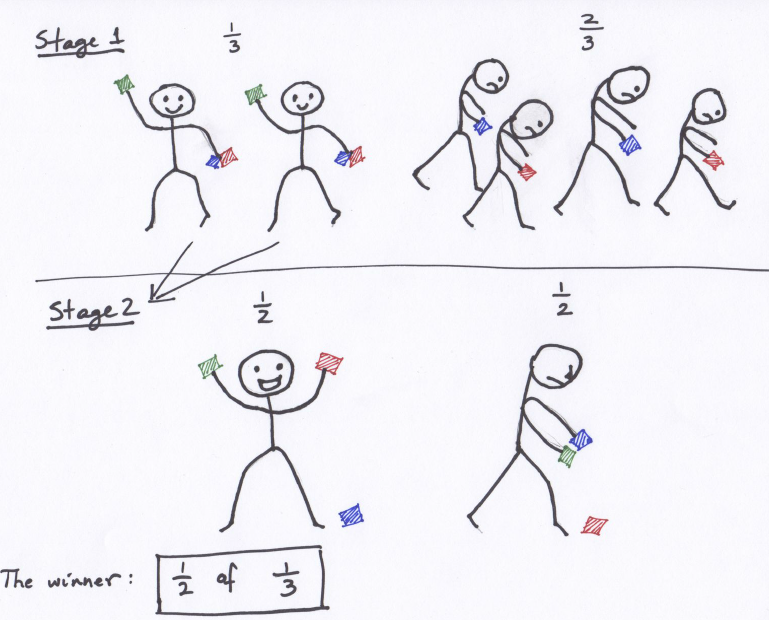 Stage 1
1/3
2/3
Stage 2
1/2
1/2
The winner: 1/2 of 1/3